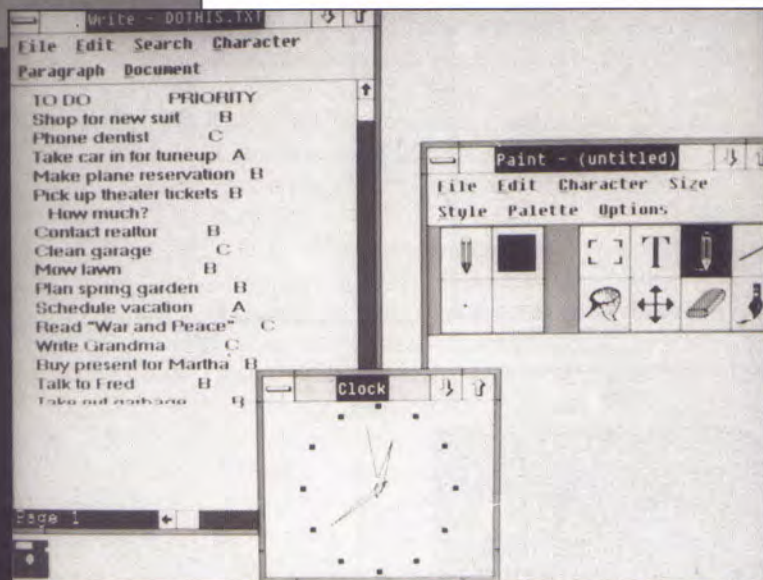 Write - DOTHIS.TXT
File Edit Search Character
Paragraph Document
TO DO PRIORITY
Shop for new suit B
Phone dentist C
Take car in for tuneup A
Make plane reservation B
Pick up theater tickets B
How much?
Contact realtor B
Clean garage C
Mow lawn B
Plan spring garden B
Schedule vacation A
Read "War and Peace" C
Write Grandma C
Buy present for Martha B
Talk to Fred B
Take out garbage B
Page 1
Paint - (untitled)
File Edit Character Size
Style Palette Options
T
Clock